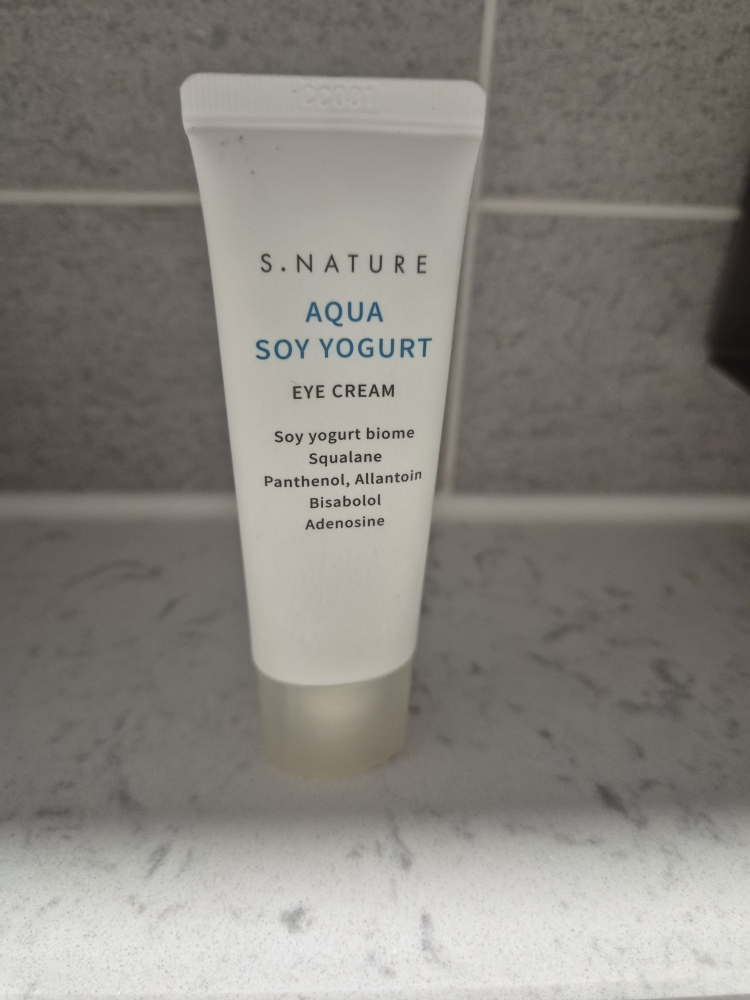 S.NATURE
AQUA
SOY YOGURT
EYE CREAM
Soy yogurt biome
Squalane
Panthenol, Allantoin
Bisabolol
Adenosine